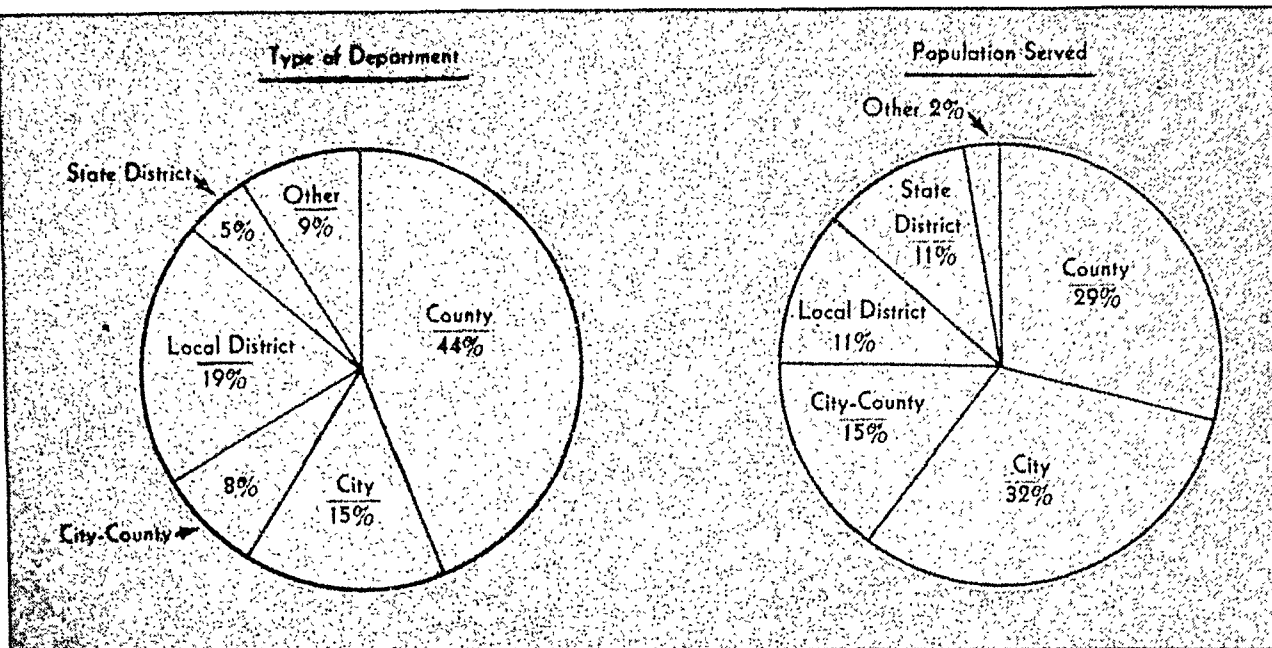 Type of Department
State District
5%
Other
9%
County
44%
Local District
19%
8%
City
15%
City-County
Population Served
Other 2%
State
District
11%
County
29%
Local District
11%
City-County
15%
City
32%